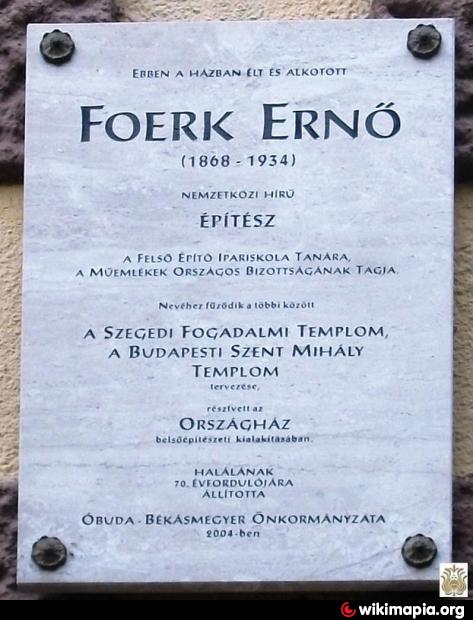 EBBEN A HÁZBAN ÉLT ÉS ALKOTOTT
FOERK ERNŐ
(1868 - 1934)
NEMZETKÖZI HÍRŰ
ÉPÍTÉSZ
A FELSŐ ÉPÍTŐ IPARISKOLA TANÁRA,
A MŰEMLÉKEK ORSZÁGOS BIZOTTSÁGÁNAK TAGJA.
Nevéhez fűződik a többi között
A SZEGEDI FOGADALMI TEMPLOM,
A BUDAPESTI SZENT MIHÁLY
TEMPLOM
tervezése,
résztvett az
ORSZÁGHÁZ
belsőépítészeti kialakításában.
HALÁLÁNAK
70. ÉVFORDULÓJÁRA
ÁLLÍTOTTA
ÓBUDA - BÉKÁSMEGYER ÖNKORMÁNYZATA
2004-ben
wikimapia.org